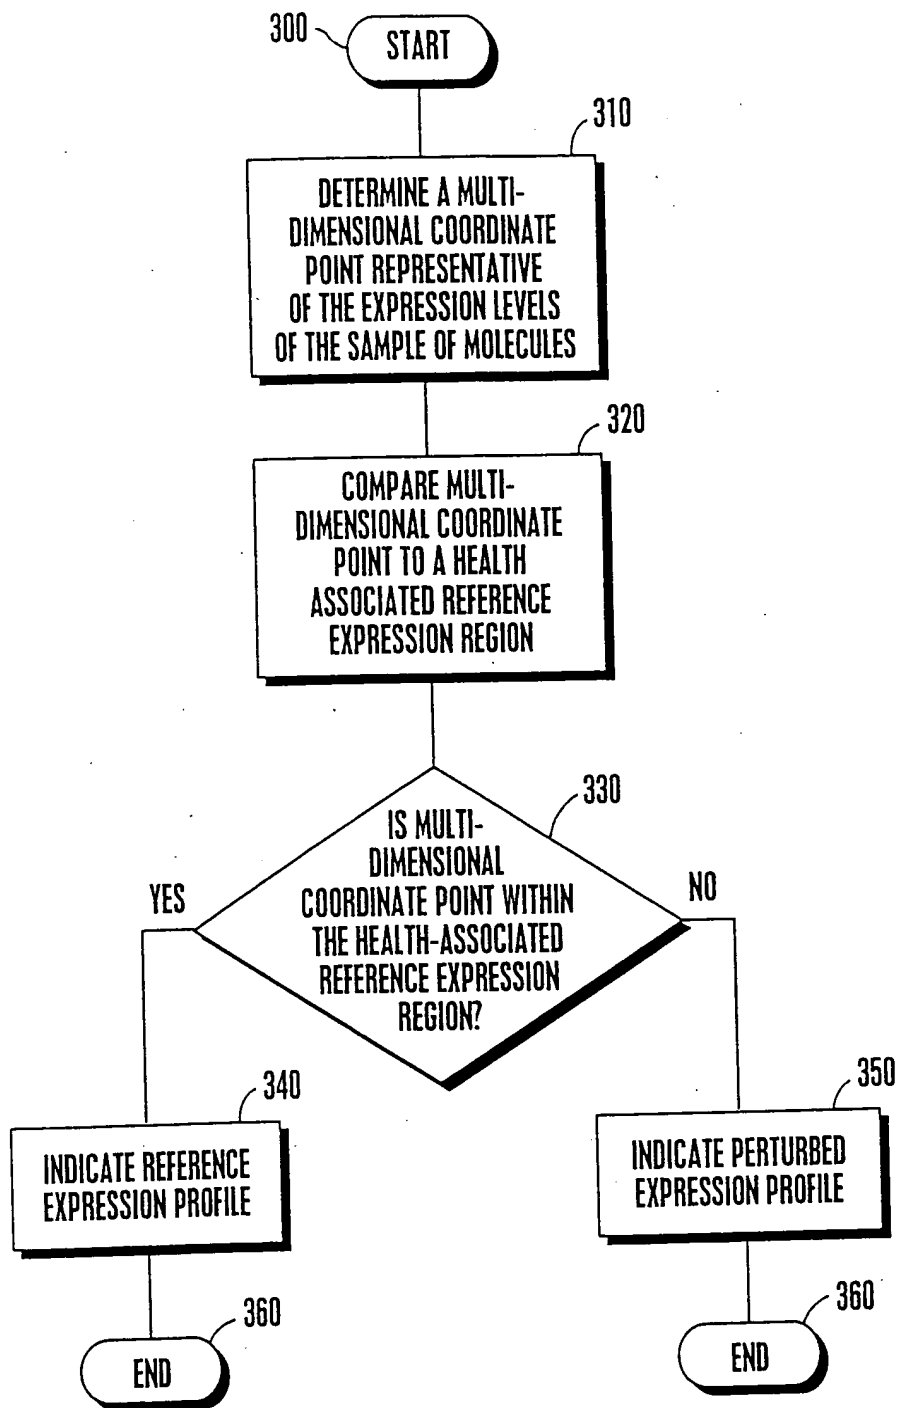 300
START
310
DETERMINE A MULTI-
DIMENSIONAL COORDINATE
POINT REPRESENTATIVE
OF THE EXPRESSION LEVELS
OF THE SAMPLE OF MOLECULES
320
COMPARE MULTI-
DIMENSIONAL COORDINATE
POINT TO A HEALTH
ASSOCIATED REFERENCE
EXPRESSION REGION
330
IS MULTI-
DIMENSIONAL
COORDINATE POINT WITHIN
THE HEALTH-ASSOCIATED
REFERENCE EXPRESSION
REGION?
YES
NO
340
INDICATE REFERENCE
EXPRESSION PROFILE
350
INDICATE PERTURBED
EXPRESSION PROFILE
360
END
360
END